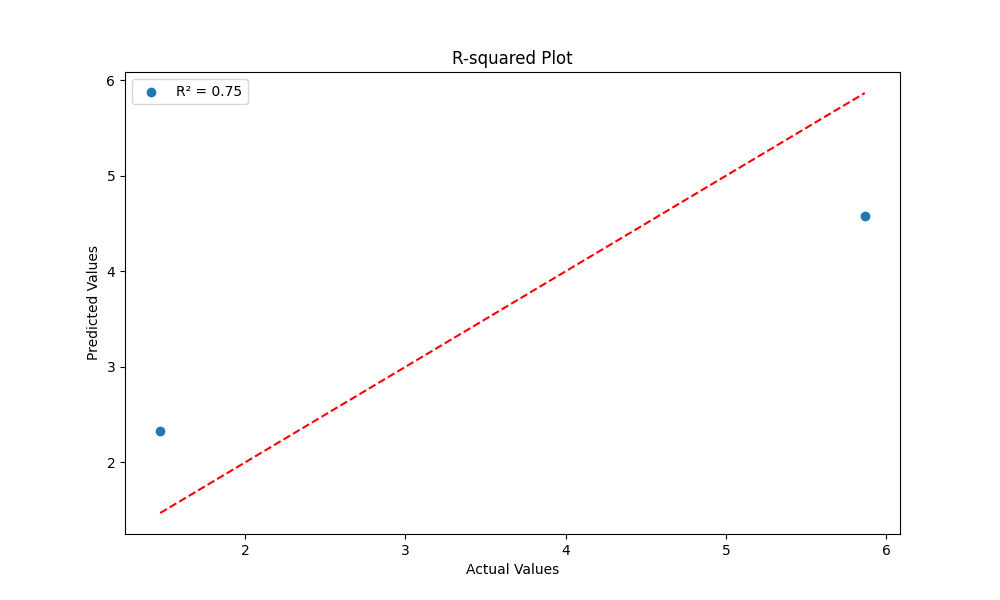 R-squared Plot
R² = 0.75
6
5
4
3
2
Predicted Values
2 3 4 5 6
Actual Values